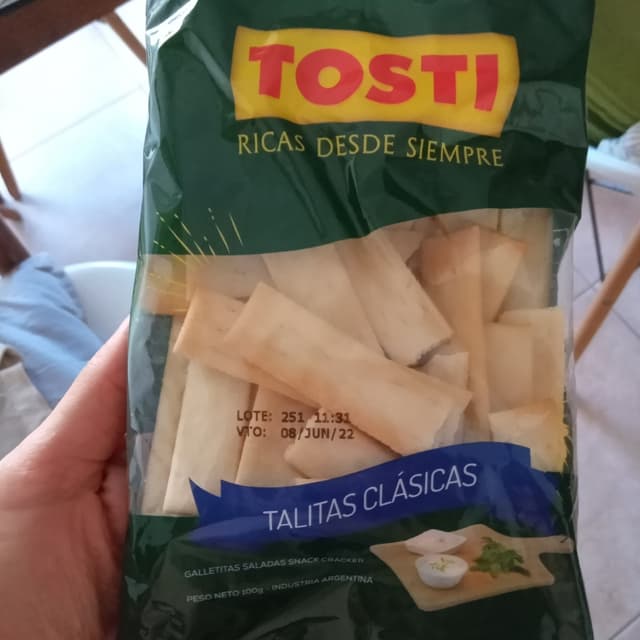 TOSTI
RICAS DESDE SIEMPRE
LOTE: 251 11:31
VTO: 08/JUN/22
TALITAS CLÁSICAS
GALLETITAS SALADAS SNACK CRACKER
PESO NETO 100g - INDUSTRIA ARGENTINA